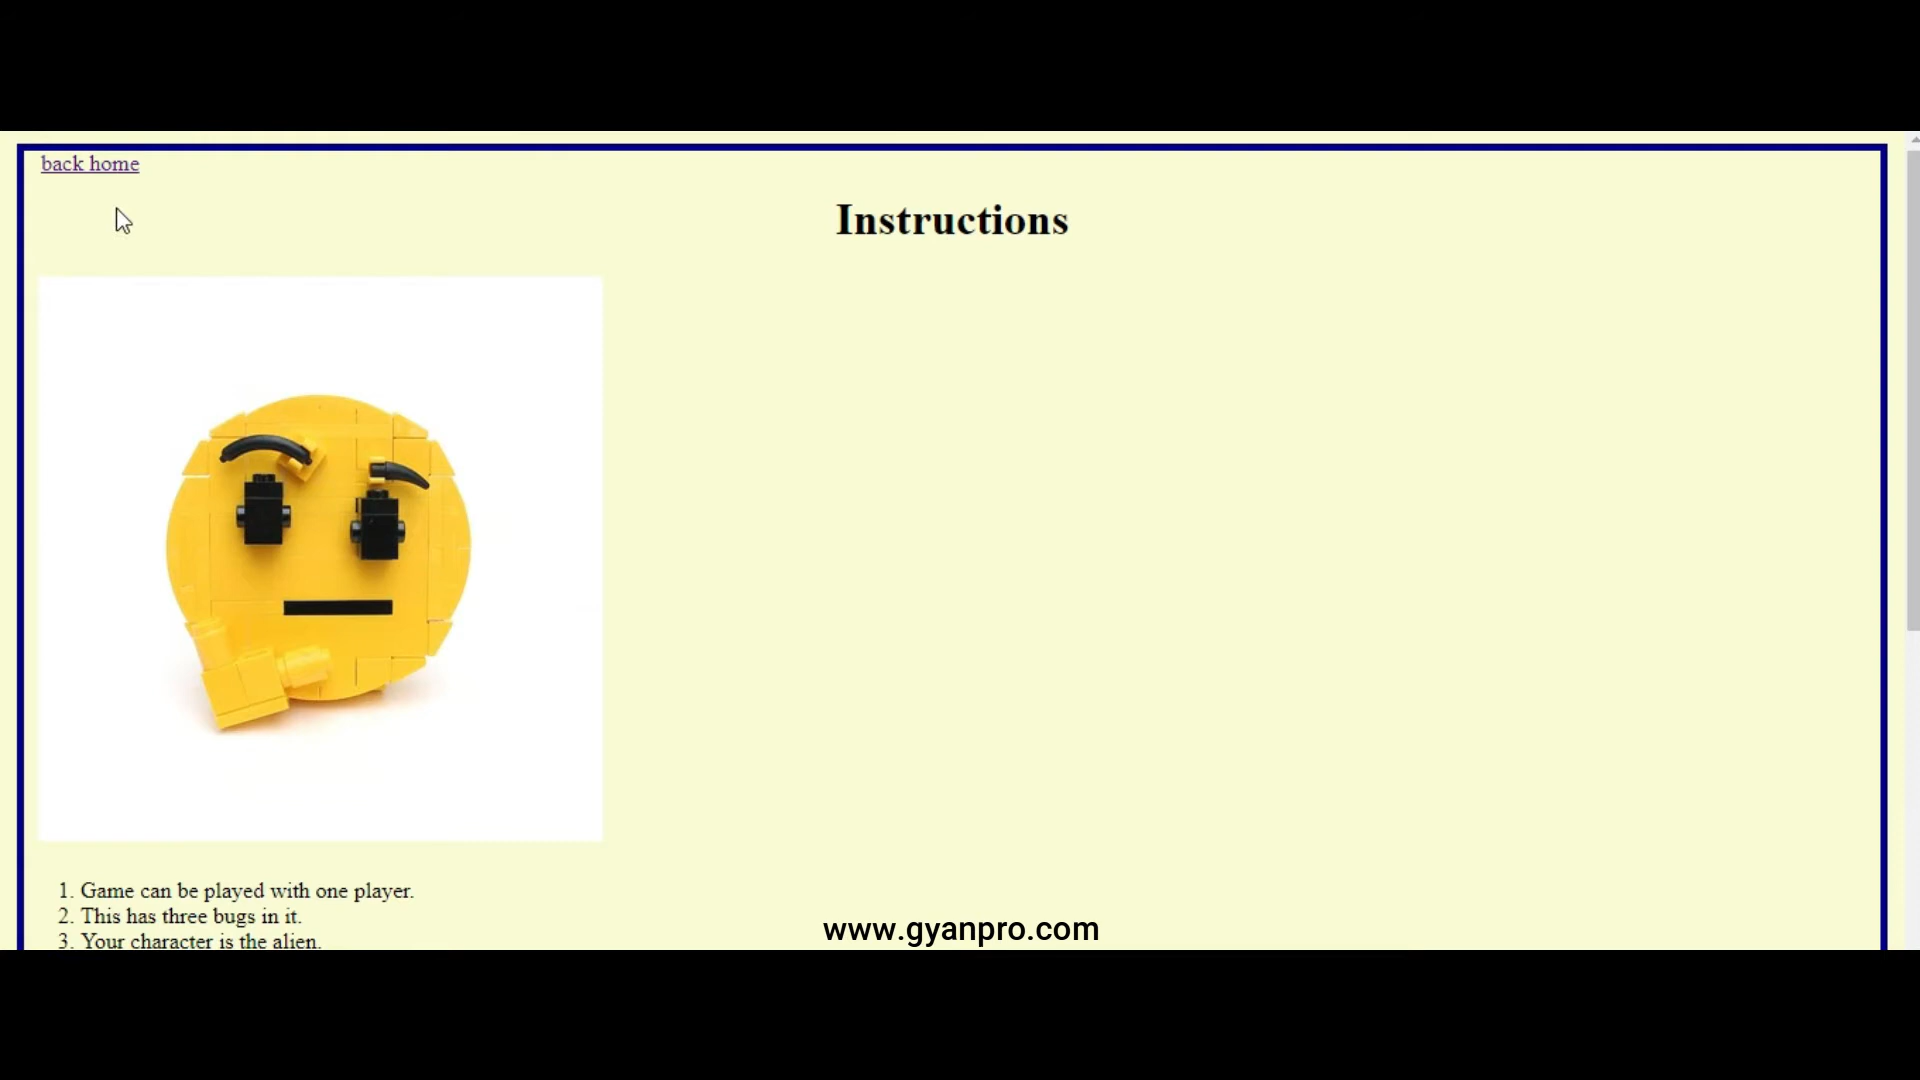 back home
Instructions
1. Game can be played with one player.
2. This has three bugs in it.
3. Your character is the alien.
www.gyanpro.com